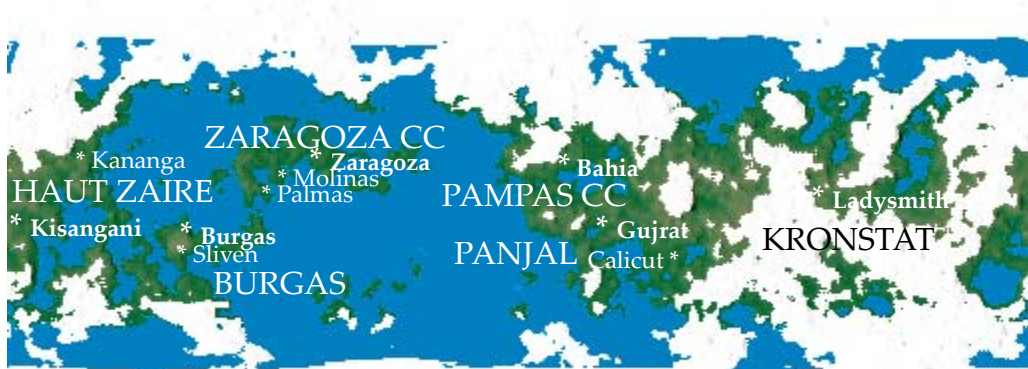 ZARAGOZA CC
* Kananga
* Zaragoza
* Bahia
* Molinas
HAUT ZAIRE
* Palmas
PAMPAS CC
* Ladysmith
* Kisangani
* Burgas
* Gujrat
KRONSTAT
* Sliven
PANJAL
Calicut *
BURGAS